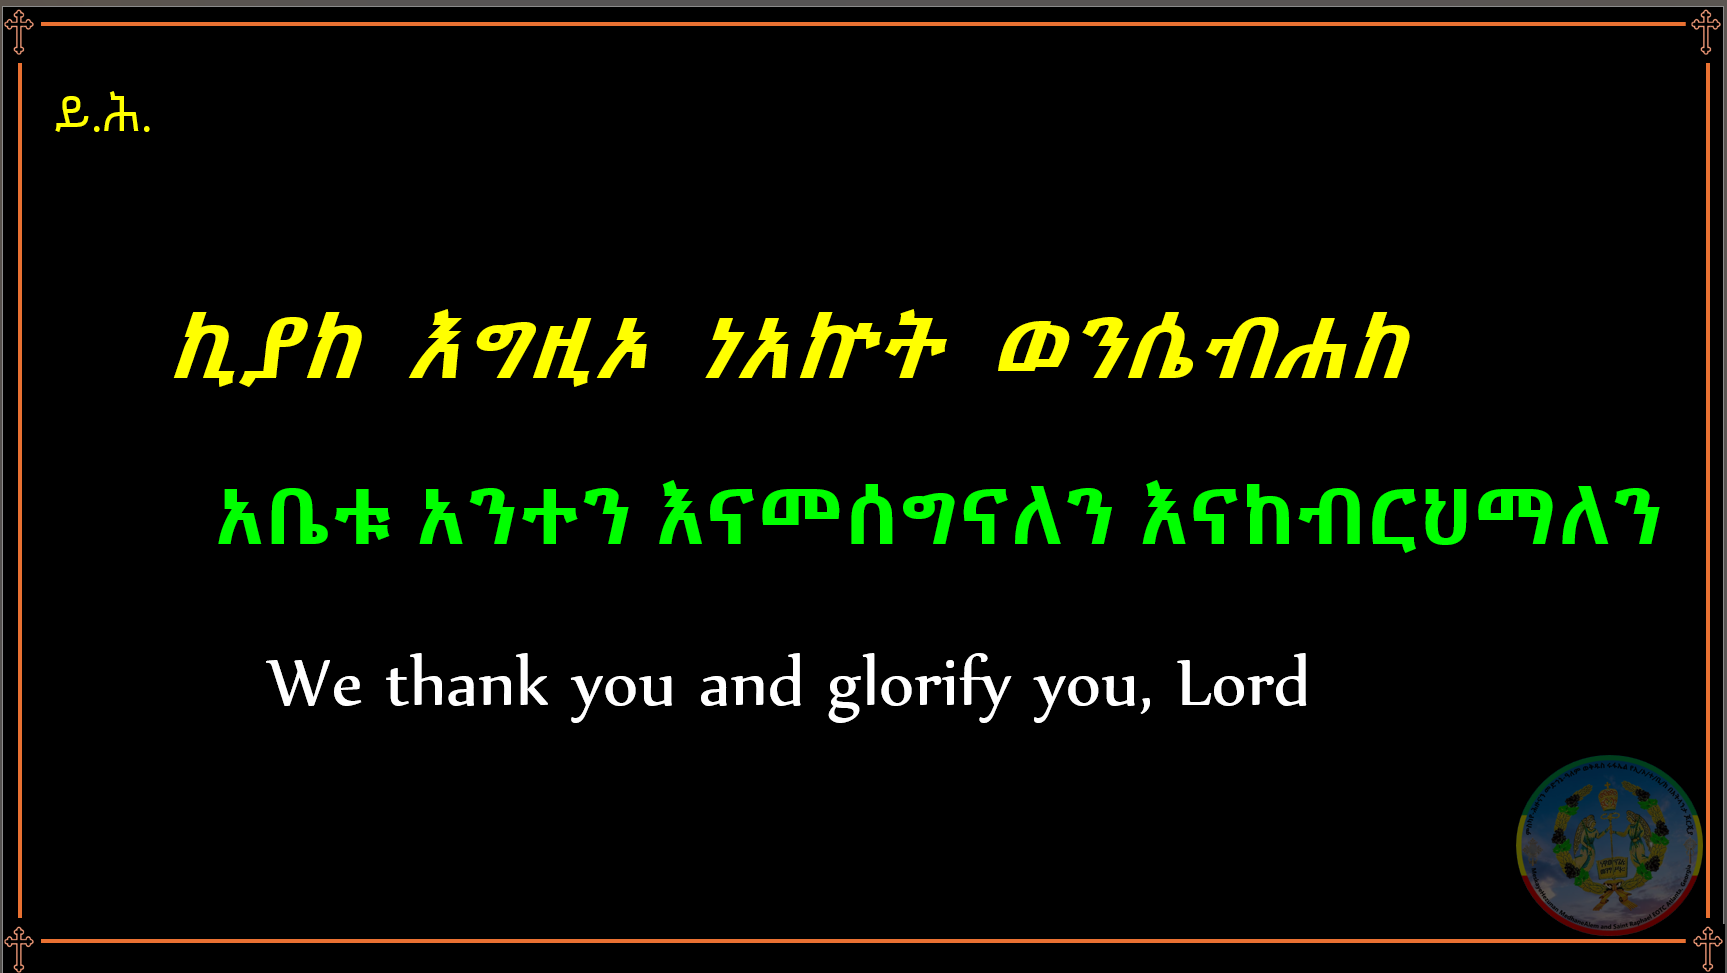 ይ.ሕ.
ኪያከ እግዚኦ ነአኵት ወንሴብሐከ
አቤቱ አንተን እናመሰግናለን እናከብርህማለን
We thank you and glorify you, Lord